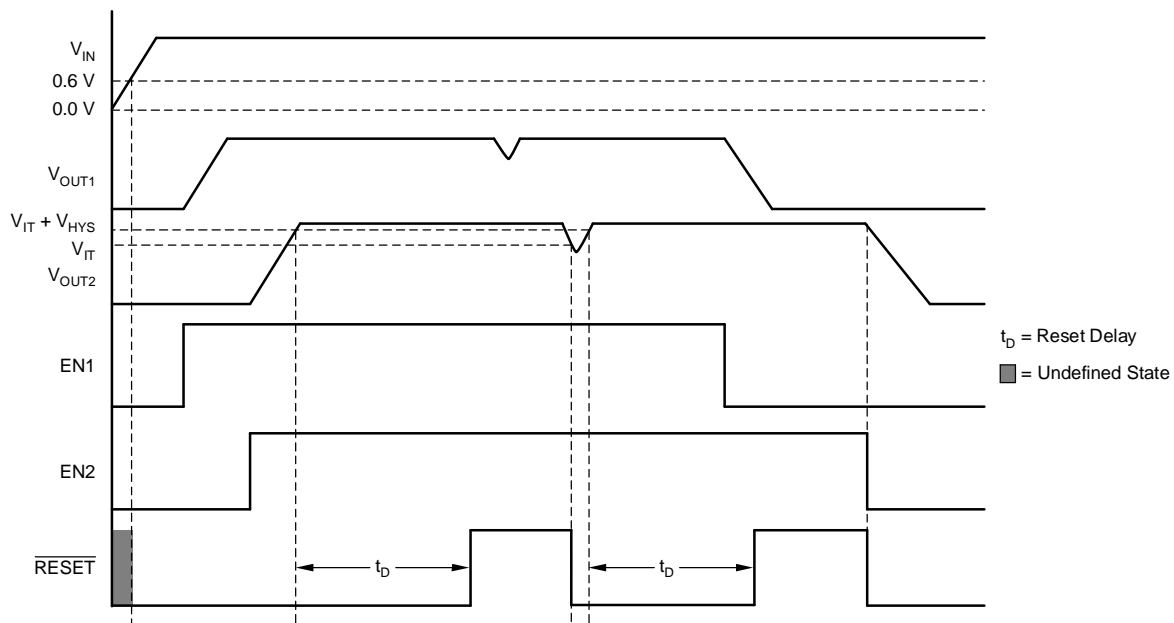 V_IN
0.6 V
0.0 V
V_OUT1
V_IT + V_HYS
V_IT
V_OUT2
EN1
t_D = Reset Delay
= Undefined State
EN2
RESET
t_D
t_D